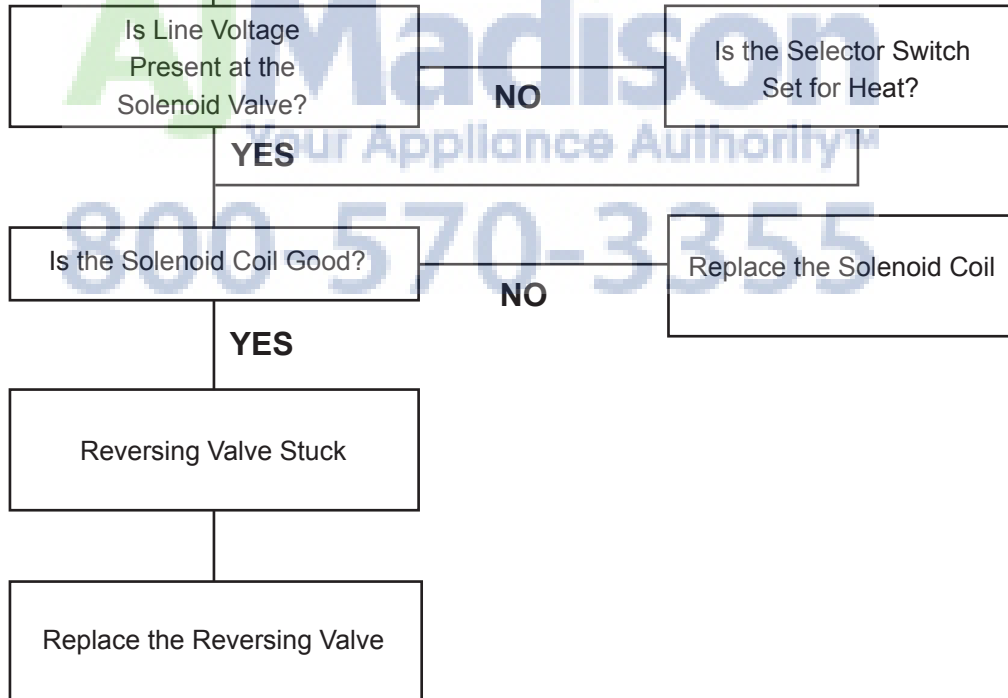 AJMadison
Your Appliance Authority™
800-570-3355
Is Line Voltage
Present at the
Solenoid Valve?
NO
Is the Selector Switch
Set for Heat?
YES
Is the Solenoid Coil Good?
NO
Replace the Solenoid Coil
YES
Reversing Valve Stuck
Replace the Reversing Valve